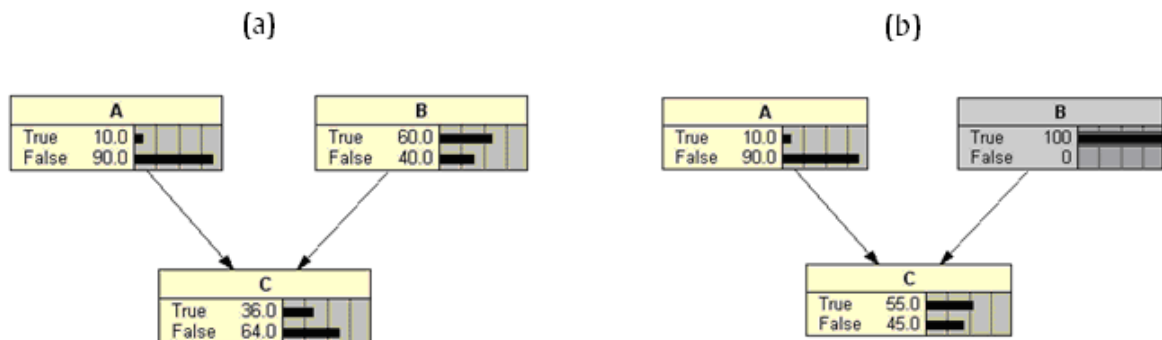 (a)
(b)
A
True 10.0
False 90.0
B
True 60.0
False 40.0
A
True 10.0
False 90.0
B
True 100
False 0
C
True 36.0
False 64.0
C
True 55.0
False 45.0